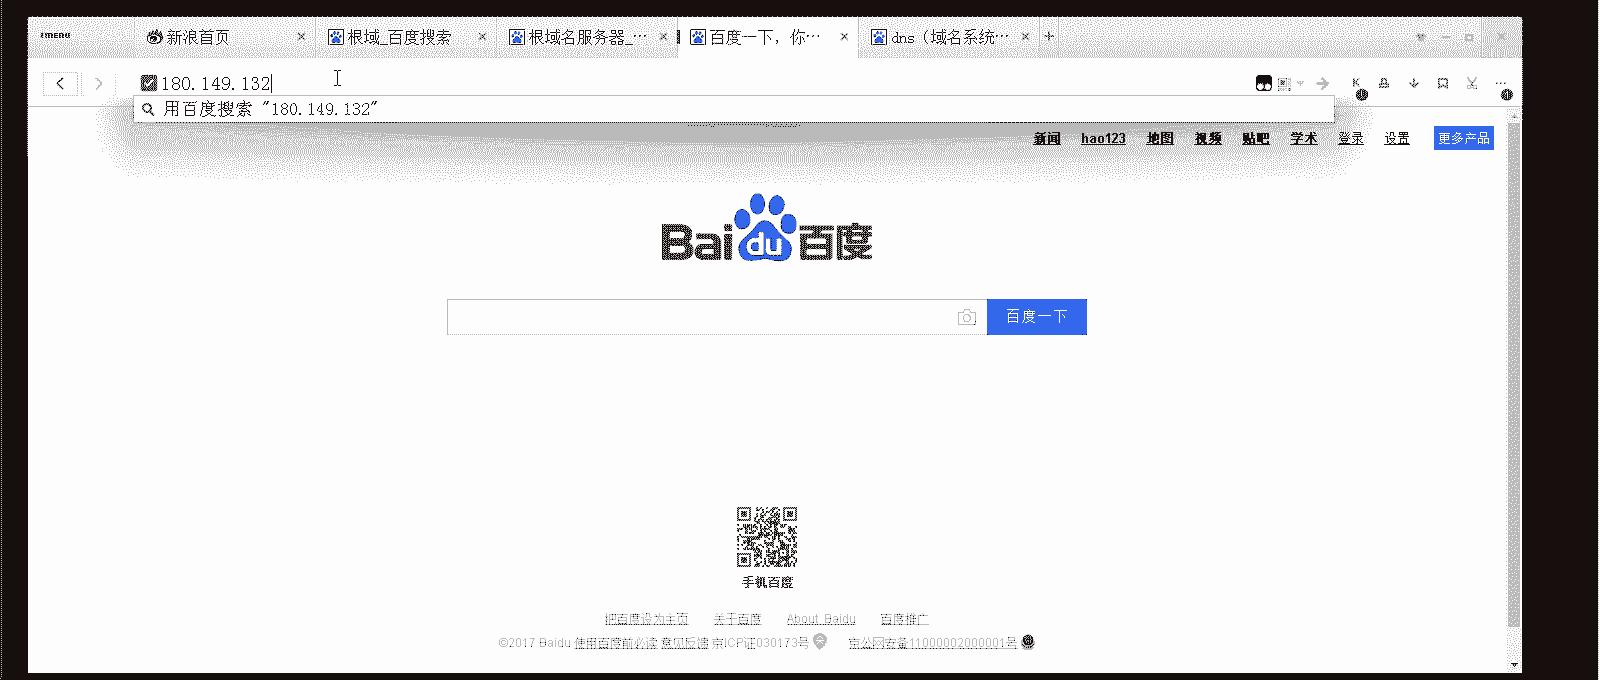 MENU
新浪首页
根域_百度搜索
根域名服务器_…
百度一下，你…
dns（域名系统…
180.149.132
用百度搜索 "180.149.132"
新闻 hao123 地图 视频 贴吧 学术 登录 设置 更多产品
Bai du 百度
百度一下
手机百度
把百度设为主页 关于百度 About Baidu 百度推广
©2017 Baidu 使用百度前必读 意见反馈 京ICP证030173号 京公网安备11000002000001号